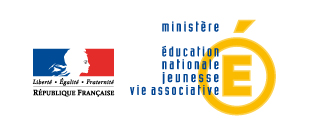 Liberté • Égalité • Fraternité
RÉPUBLIQUE FRANÇAISE
ministère
éducation
nationale
jeunesse
vie associative
É